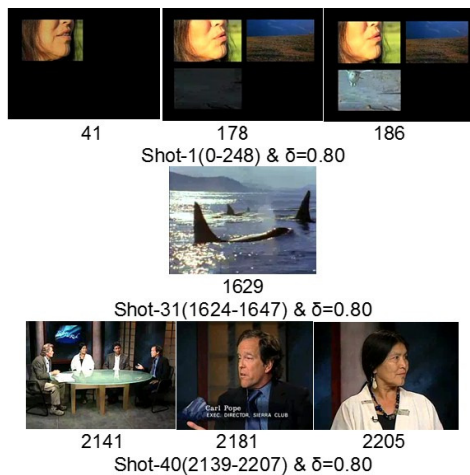 41 178 186
Shot-1(0-248) & δ=0.80
1629
Shot-31(1624-1647) & δ=0.80
Carl Pope
EXEC. DIRECTOR, SIERRA CLUB
2141 2181 2205
Shot-40(2139-2207) & δ=0.80